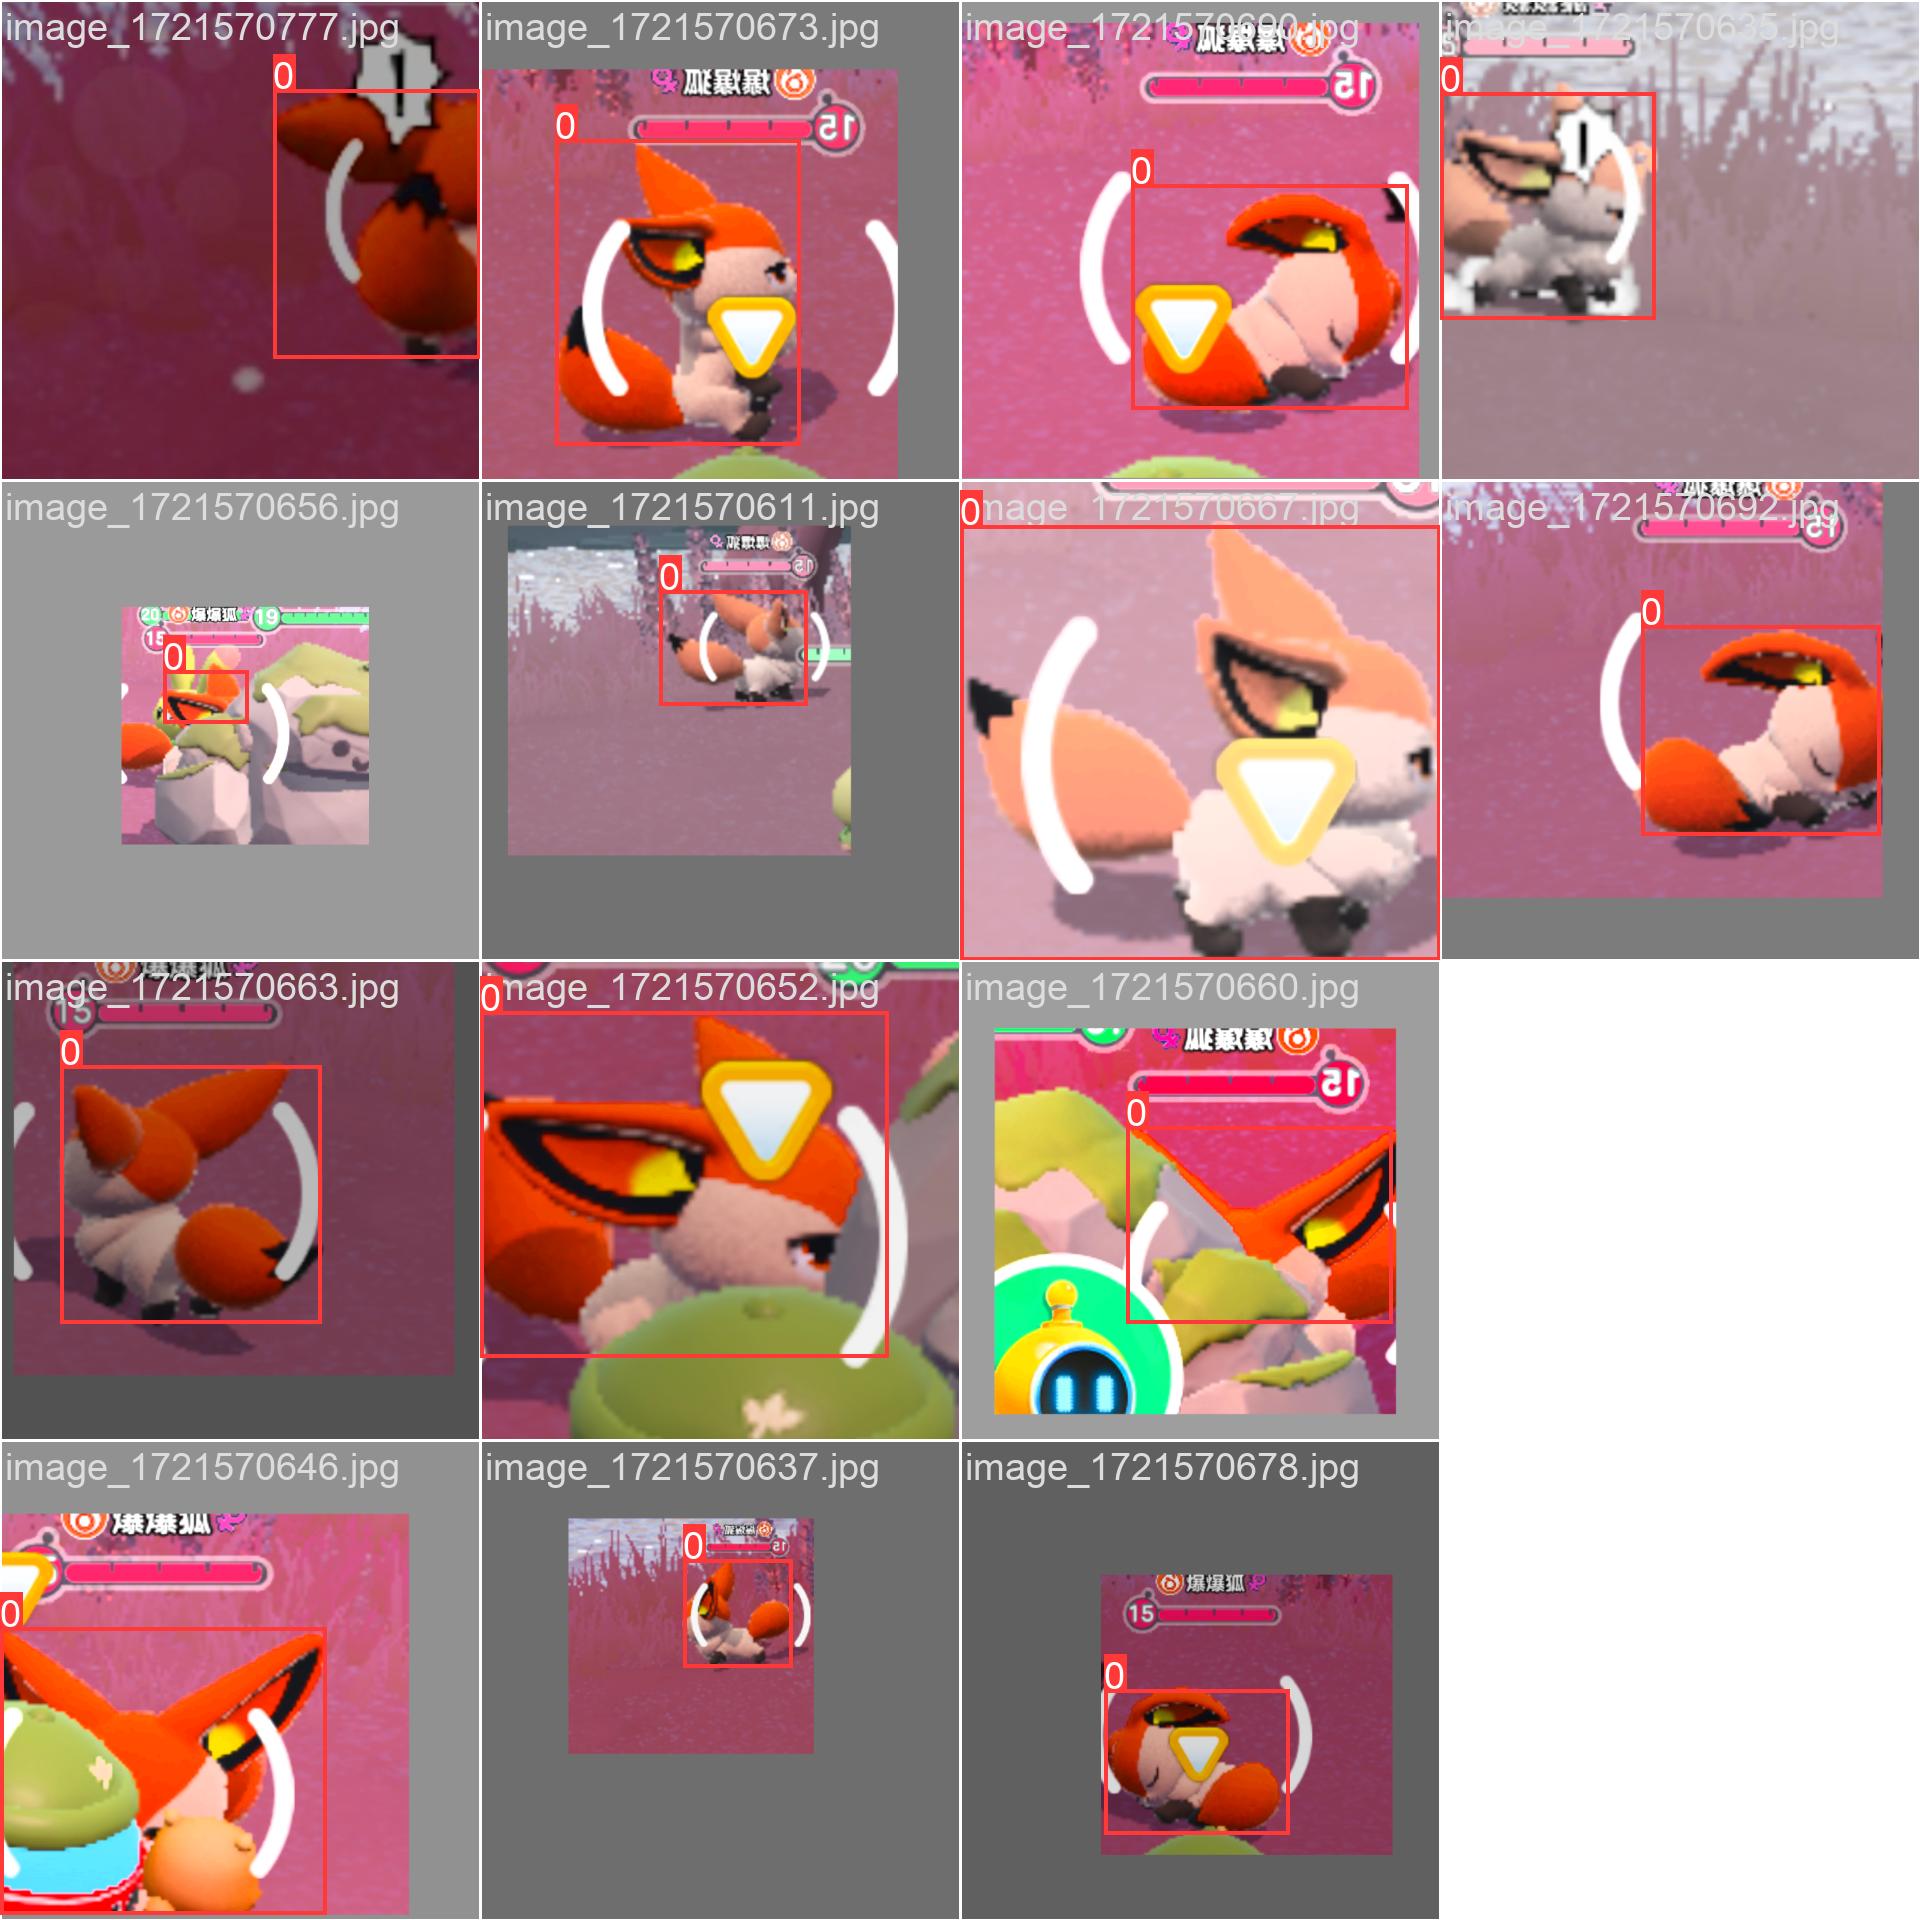 image_1721570777.jpg
0
image_1721570673.jpg
爆爆狐
15
0
image_1721570690.jpg
爆爆狐
15
0
image_1721570635.jpg
0
image_1721570656.jpg
20 爆爆狐 19
15
0
image_1721570611.jpg
爆爆狐
15
0
image_1721570667.jpg
0
image_1721570692.jpg
15
0
image_1721570663.jpg
爆爆狐
15
0
image_1721570652.jpg
0
image_1721570660.jpg
爆爆狐
15
0
image_1721570646.jpg
爆爆狐
0
image_1721570637.jpg
爆爆狐
15
0
image_1721570678.jpg
爆爆狐
15
0